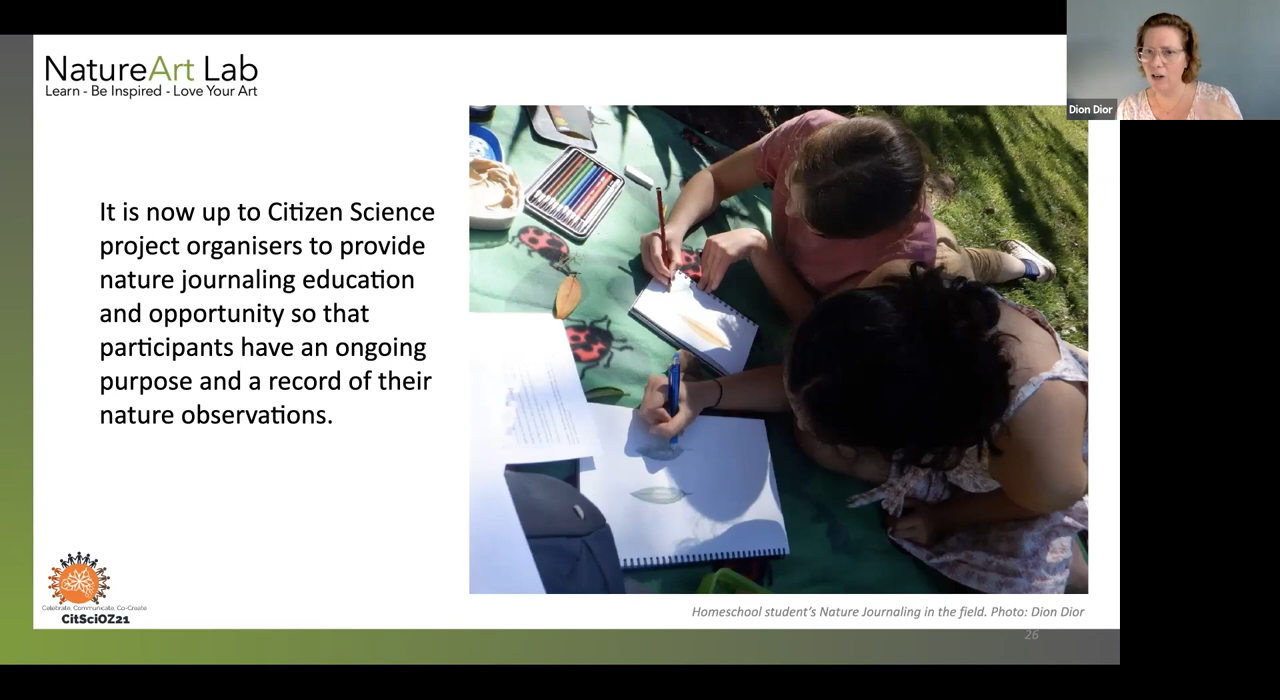 NatureArt Lab
Learn - Be Inspired - Love Your Art
Dion Dior
It is now up to Citizen Science
project organisers to provide
nature journaling education
and opportunity so that
participants have an ongoing
purpose and a record of their
nature observations.
Celebrate, Communicate, Co-Create
CitSciOZ21
Homeschool student’s Nature Journaling in the field. Photo: Dion Dior
26